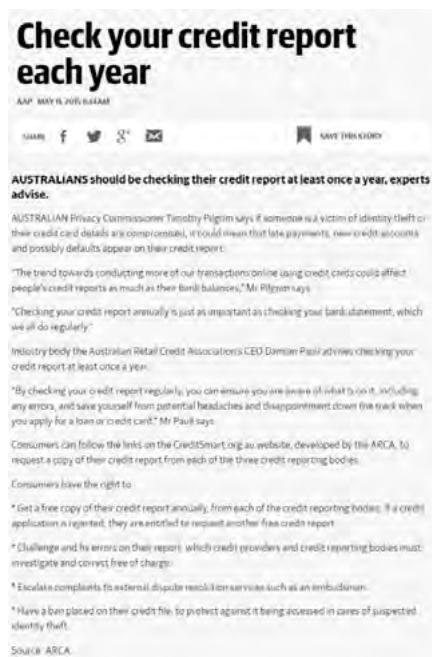 Check your credit report
each year
AAP MAY 15, 2015
SHARE
SAVE THIS STORY
AUSTRALIANS should be checking their credit report at least once a year, experts
advise.
AUSTRALIAN Privacy Commissioner Timothy Pilgrim says if someone is a victim of identity theft or
their credit card details are compromised, it could mean that late payments, new credit accounts
and possibly defaults appear on their credit report.
"The trend towards conducting more of our transactions online using credit cards could affect
people's credit reports as much as their bank balances," Mr Pilgrim says.
"Checking your credit report annually is just as important as checking your bank statement, which
we all do regularly."
Industry body the Australian Retail Credit Association's CEO Damian Paull advises checking your
credit report at least once a year.
"By checking your credit report regularly, you can ensure you are aware of what is on it, including
any errors, and save yourself from potential headaches and disappointment down the track when
you apply for a loan or credit card," Mr Paull says.
Consumers can follow the links on the CreditSmart.org.au website, developed by the ARCA, to
request a copy of their credit report from each of the three credit reporting bodies.
Consumers have the right to
* Get a free copy of their credit report annually, from each of the credit reporting bodies. If a credit
application is rejected, they are entitled to request another free credit report
* Challenge and fix errors on their report, which credit providers and credit reporting bodies must
investigate and correct free of charge.
* Escalate complaints to external dispute resolution services such as an ombudsman.
* Have a ban placed on their credit file, to protect against it being assessed in cases of suspected
identity theft.
Source: ARCA